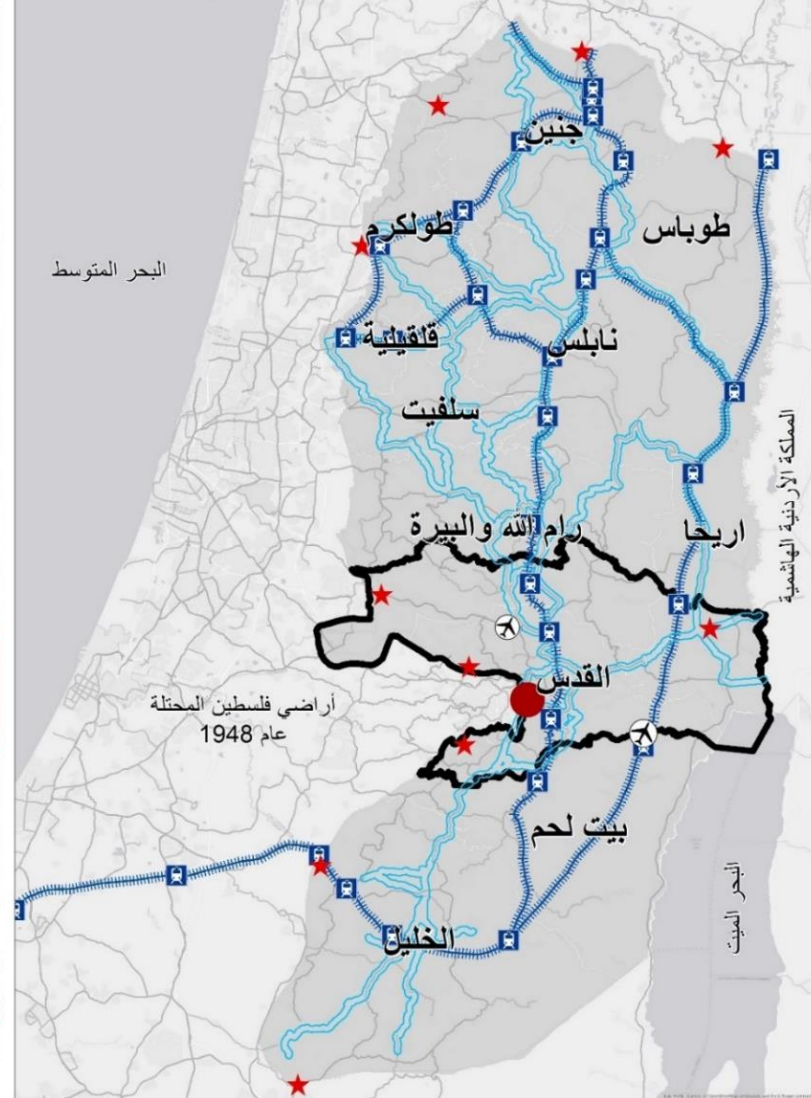 جنين
طولكرم
طوباس
البحر المتوسط
قلقيلية
نابلس
سلفيت
المملكة الأردنية الهاشمية
رام الله والبيرة
اريحا
القدس
أراضي فلسطين المحتلة
عام 1948
بيت لحم
البحر الميت
الخليل